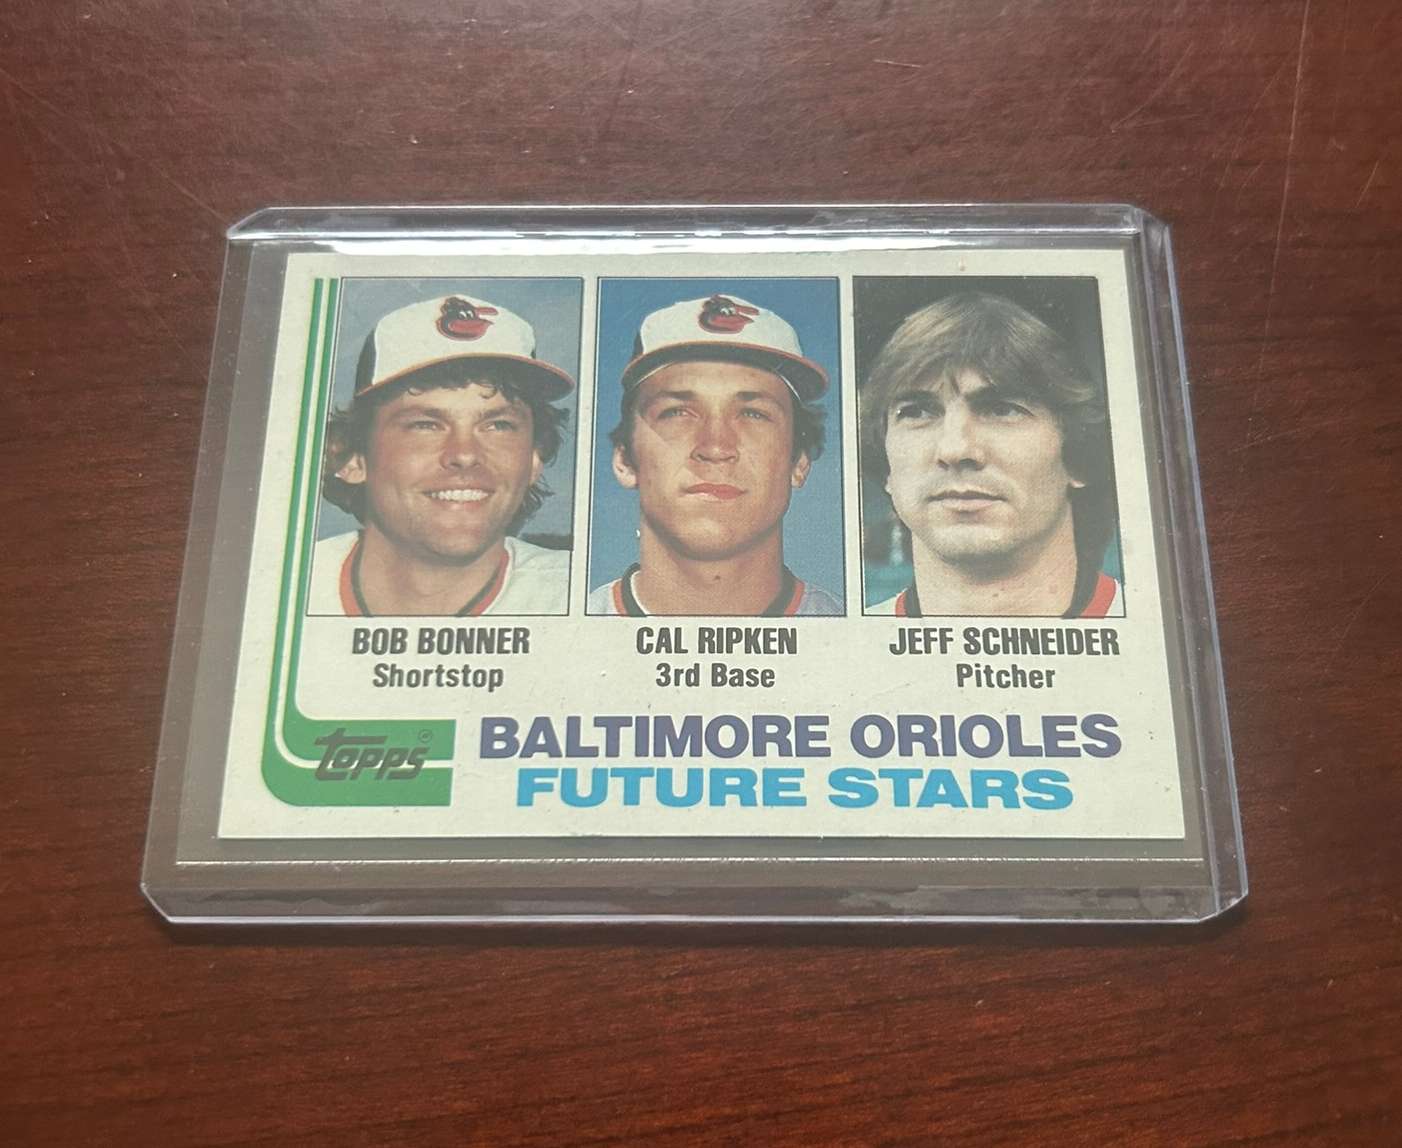 BOB BONNER
Shortstop
CAL RIPKEN
3rd Base
JEFF SCHNEIDER
Pitcher
topps®
BALTIMORE ORIOLES
FUTURE STARS